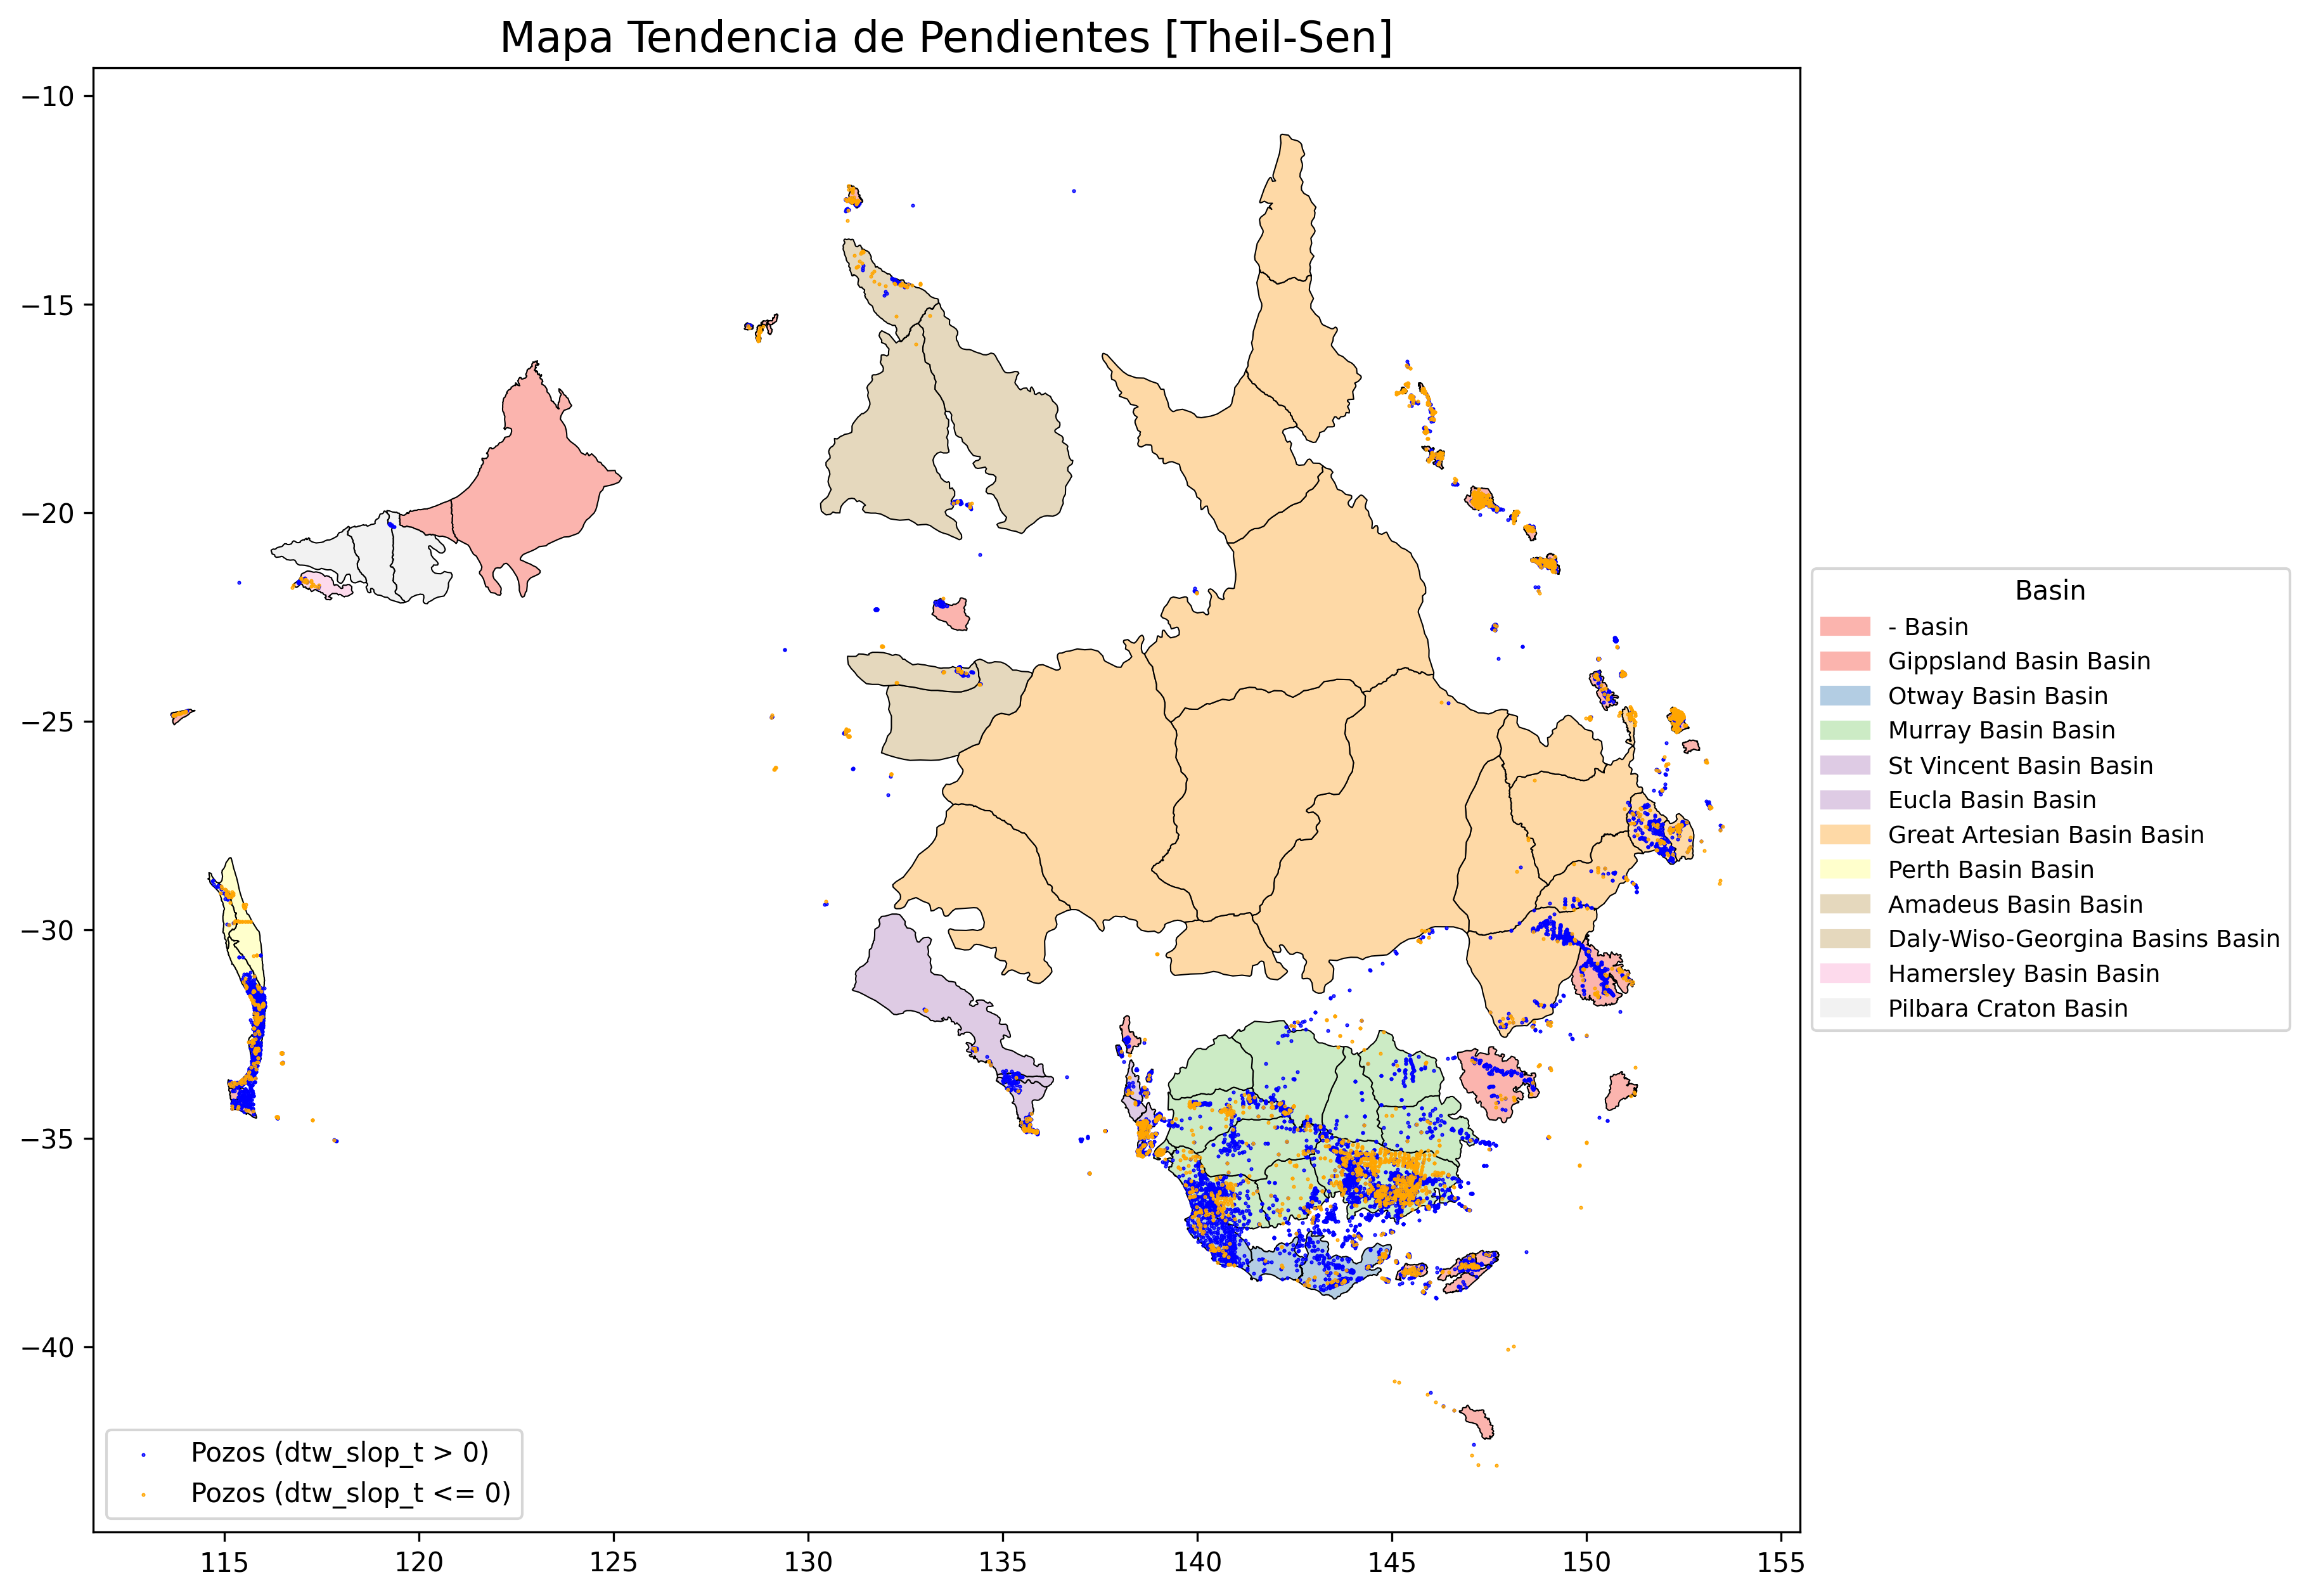 Mapa Tendencia de Pendientes [Theil-Sen]
−10
−15
−20
−25
−30
−35
−40
115
120
125
130
135
140
145
150
155
Pozos (dtw_slop_t > 0)
Pozos (dtw_slop_t <= 0)
Basin
- Basin
Gippsland Basin Basin
Otway Basin Basin
Murray Basin Basin
St Vincent Basin Basin
Eucla Basin Basin
Great Artesian Basin Basin
Perth Basin Basin
Amadeus Basin Basin
Daly-Wiso-Georgina Basins Basin
Hamersley Basin Basin
Pilbara Craton Basin